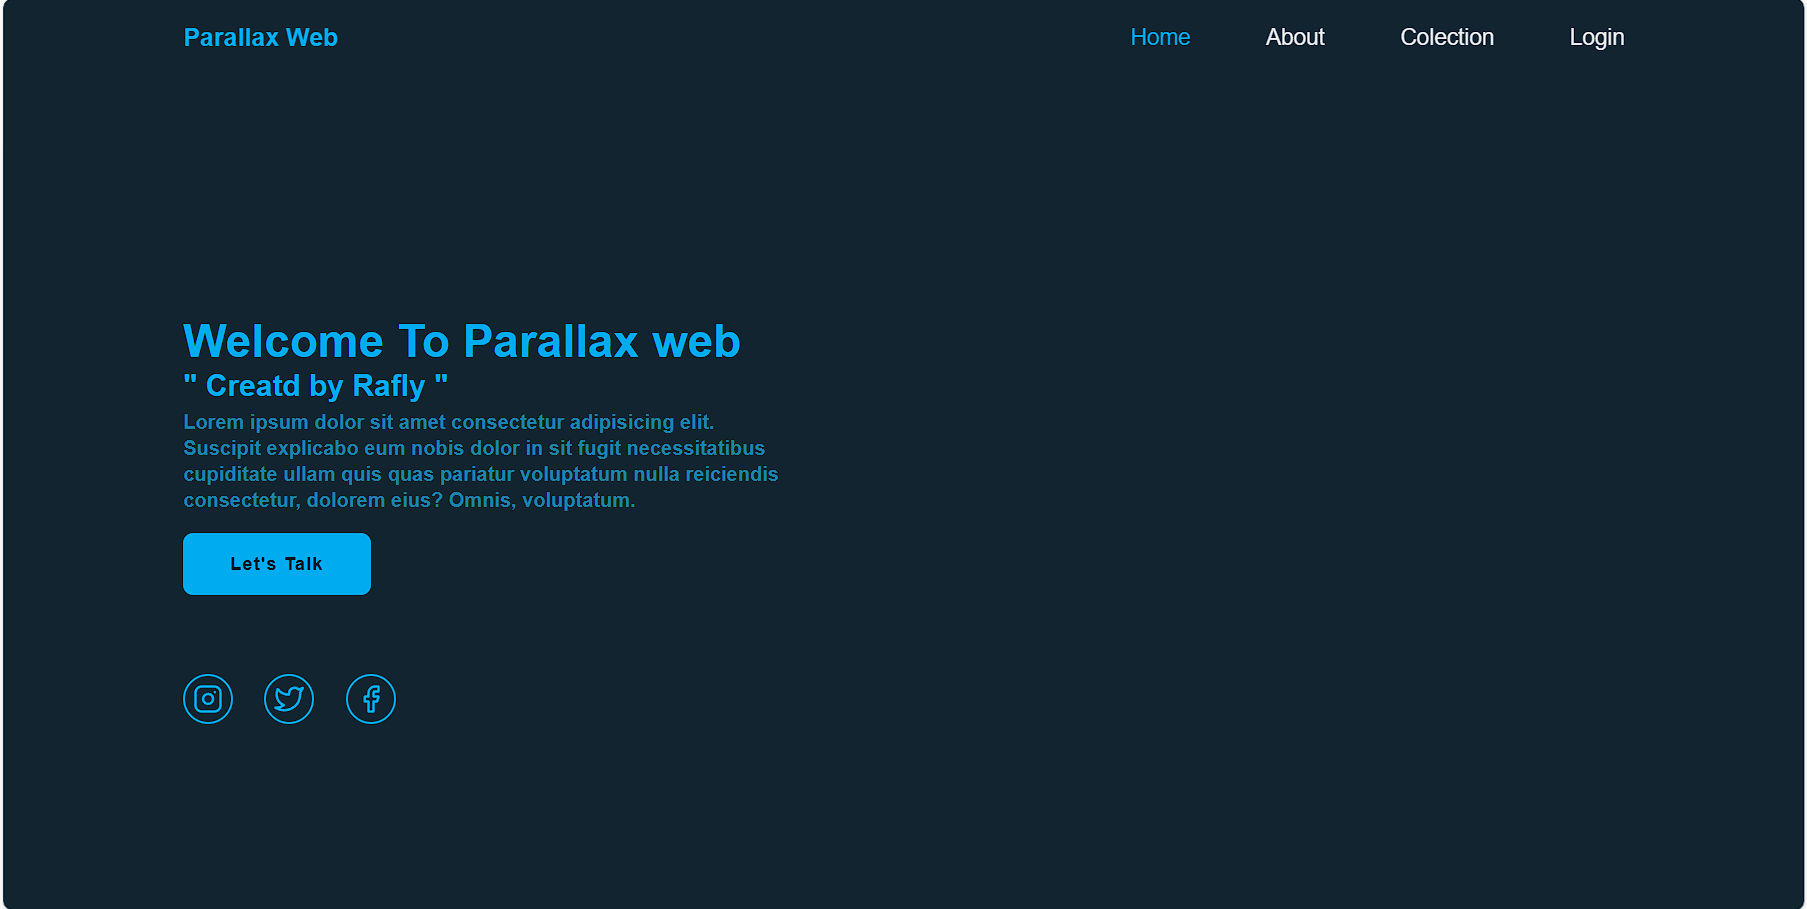 Parallax Web
Home
About
Colection
Login
Welcome To Parallax web
" Creatd by Rafly "
Lorem ipsum dolor sit amet consectetur adipisicing elit.
Suscipit explicabo eum nobis dolor in sit fugit necessitatibus
cupiditate ullam quis quas pariatur voluptatum nulla reiciendis
consectetur, dolorem eius? Omnis, voluptatum.
Let's Talk